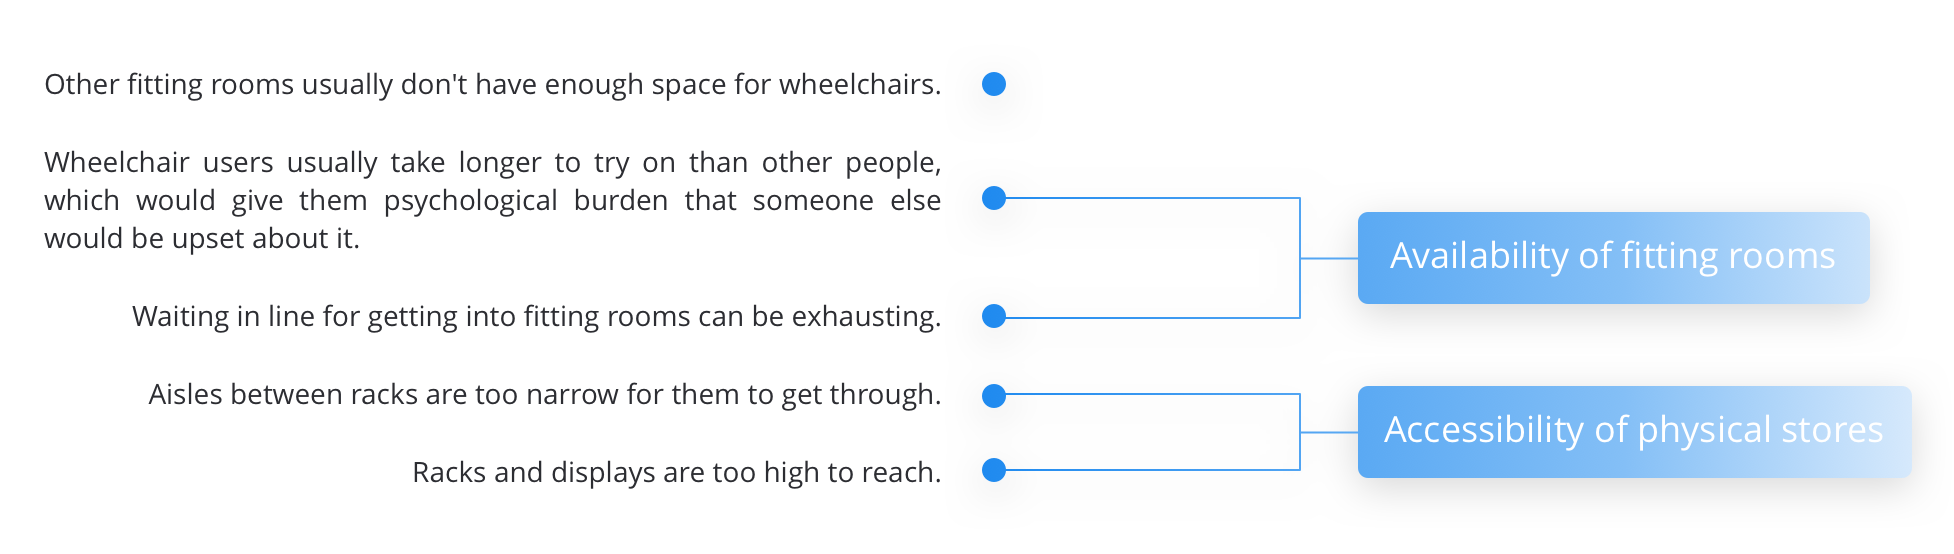 Other fitting rooms usually don't have enough space for wheelchairs.
Wheelchair users usually take longer to try on than other people,
which would give them psychological burden that someone else
would be upset about it.
Waiting in line for getting into fitting rooms can be exhausting.
Availability of fitting rooms
Aisles between racks are too narrow for them to get through.
Racks and displays are too high to reach.
Accessibility of physical stores